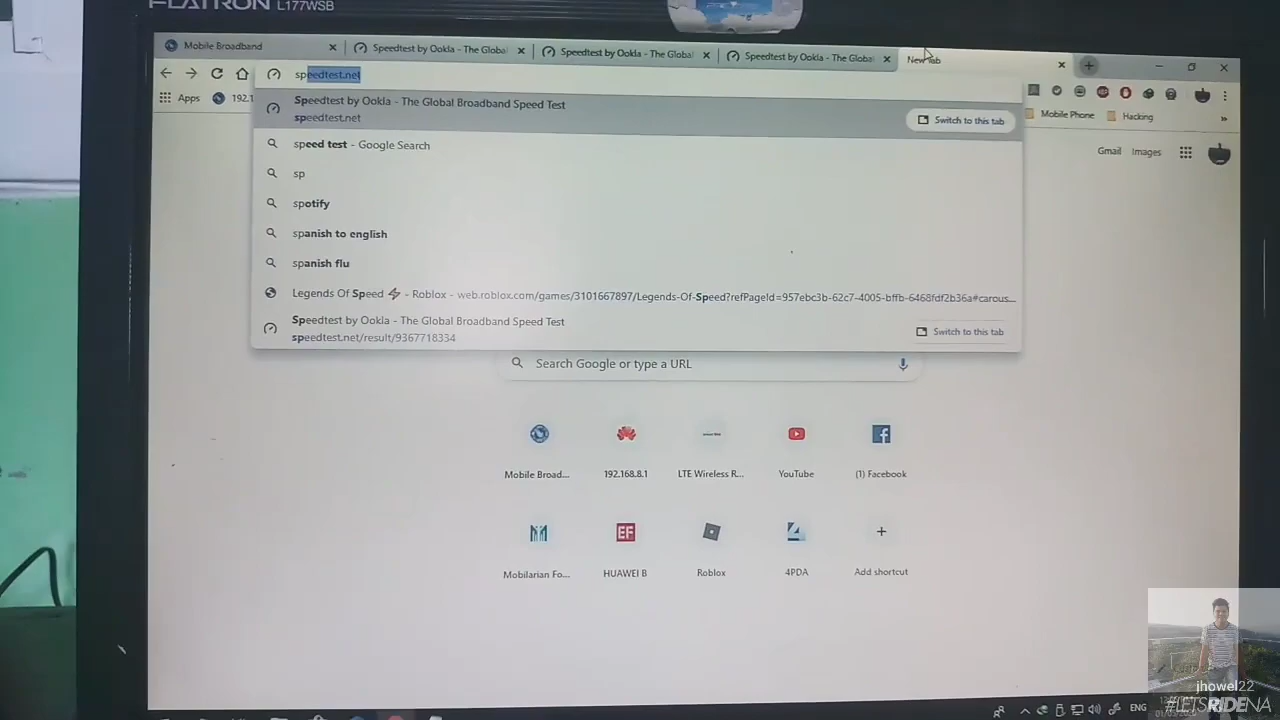 FLATRON L177WSB
Mobile Broadband
Speedtest by Ookla - The Global
Speedtest by Ookla - The Global
Speedtest by Ookla - The Global
New Tab
speedtest.net
Apps
192.1
Mobile Phone
Hacking
»
Speedtest by Ookla - The Global Broadband Speed Test
speedtest.net
Switch to this tab
Gmail Images
speed test - Google Search
sp
spotify
spanish to english
spanish flu
Legends Of Speed ⚡ - Roblox - web.roblox.com/games/3101667897/Legends-Of-Speed?refPageId=957ebc3b-62c7-4005-bffb-6468fdf2b36a#carous...
Speedtest by Ookla - The Global Broadband Speed Test
speedtest.net/result/9367718334
Switch to this tab
Search Google or type a URL
Mobile Broad...
192.168.8.1
LTE Wireless R...
YouTube
(1) Facebook
Mobilarian Fo...
HUAWEI B
Roblox
4PDA
Add shortcut
jhowel22
ENG
#LETSRIDENA